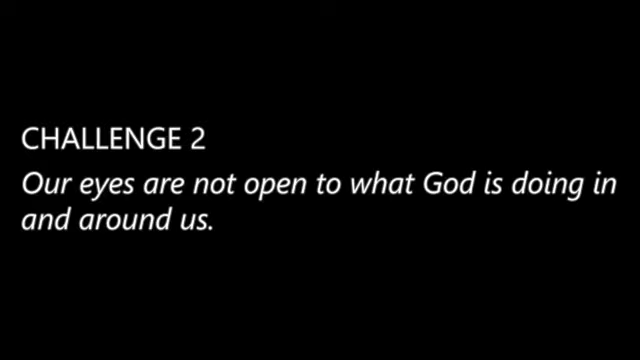 CHALLENGE 2
Our eyes are not open to what God is doing in
and around us.